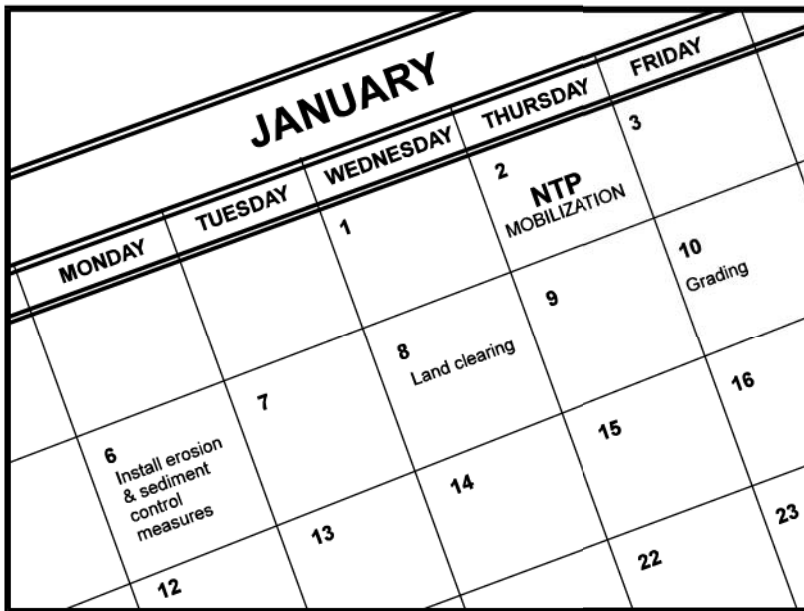 JANUARY
MONDAY TUESDAY WEDNESDAY THURSDAY FRIDAY
1
2
NTP
MOBILIZATION
3
6
Install erosion
& sediment
control
measures
7
8
Land clearing
9
10
Grading
12
13
14
15
16
22
23